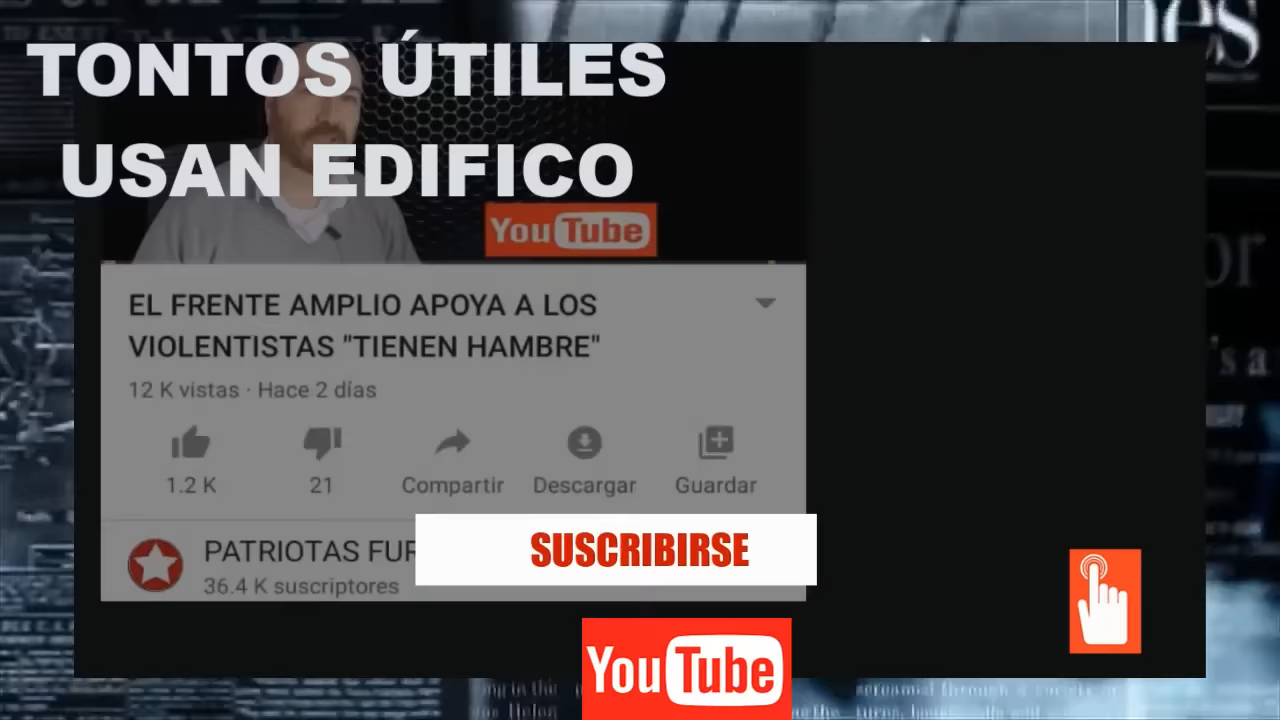 TONTOS ÚTILES
USAN EDIFICO
YouTube
EL FRENTE AMPLIO APOYA A LOS
VIOLENTISTAS "TIENEN HAMBRE"
12 K vistas · Hace 2 días
1.2 K
21
Compartir
Descargar
Guardar
PATRIOTAS
36.4 K suscriptores
SUSCRIBIRSE
YouTube